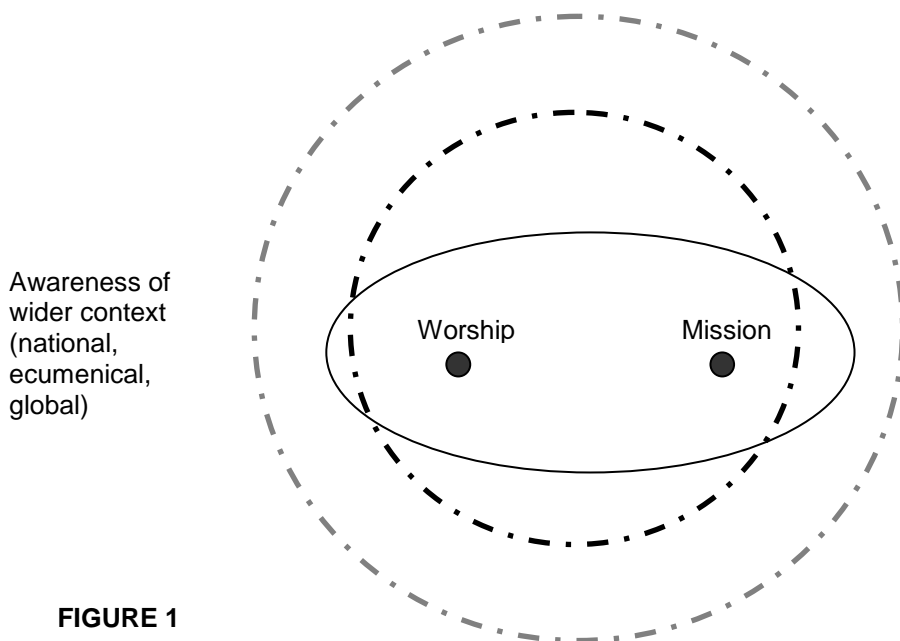 Worship
Mission
Awareness of
wider context
(national,
ecumenical,
global)
FIGURE 1